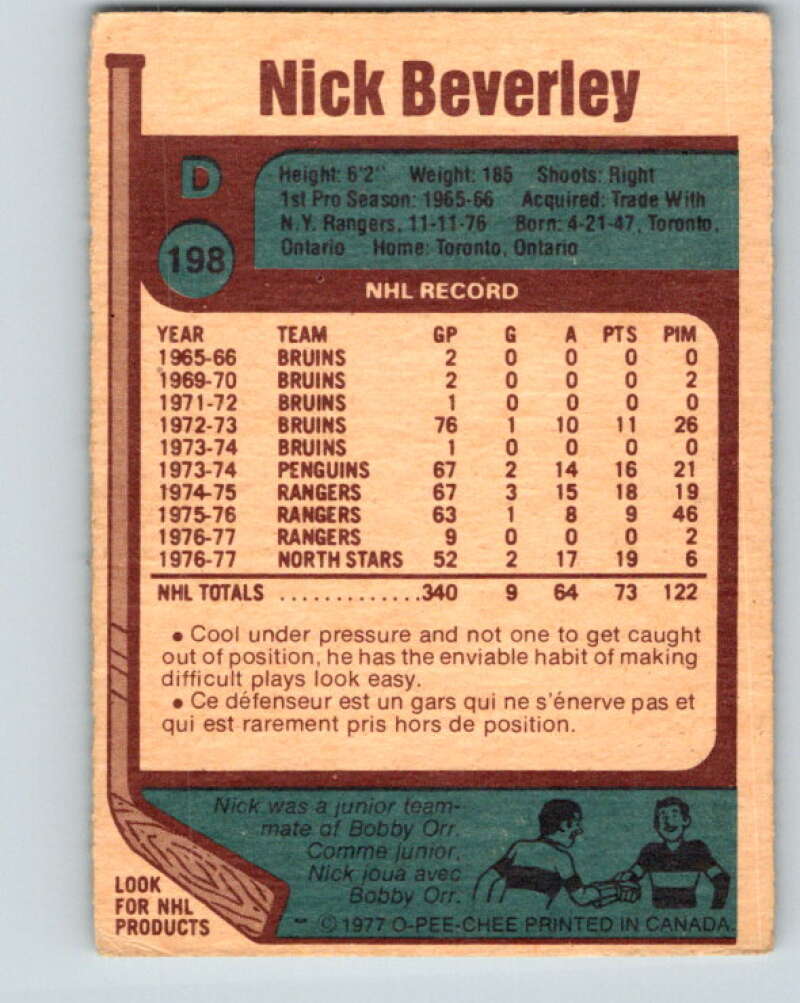 Nick Beverley
D
198
Height: 6'2" Weight: 185 Shoots: Right
1st Pro Season: 1965-66 Acquired: Trade With
N.Y. Rangers, 11-11-76 Born: 4-21-47, Toronto,
Ontario Home: Toronto, Ontario
NHL RECORD
YEAR TEAM GP G A PTS PIM
1965-66 BRUINS 2 0 0 0 0
1969-70 BRUINS 2 0 0 0 2
1971-72 BRUINS 1 0 0 0 0
1972-73 BRUINS 76 1 10 11 26
1973-74 BRUINS 1 0 0 0 0
1973-74 PENGUINS 67 2 14 16 21
1974-75 RANGERS 67 3 15 18 19
1975-76 RANGERS 63 1 8 9 46
1976-77 RANGERS 9 0 0 0 2
1976-77 NORTH STARS 52 2 17 19 6
NHL TOTALS .............340 9 64 73 122
• Cool under pressure and not one to get caught
out of position, he has the enviable habit of making
difficult plays look easy.
• Ce défenseur est un gars qui ne s'énerve pas et
qui est rarement pris hors de position.
Nick was a junior team-
mate of Bobby Orr.
Comme junior,
Nick joua avec
Bobby Orr.
LOOK
FOR NHL
PRODUCTS
© 1977 O-PEE-CHEE PRINTED IN CANADA